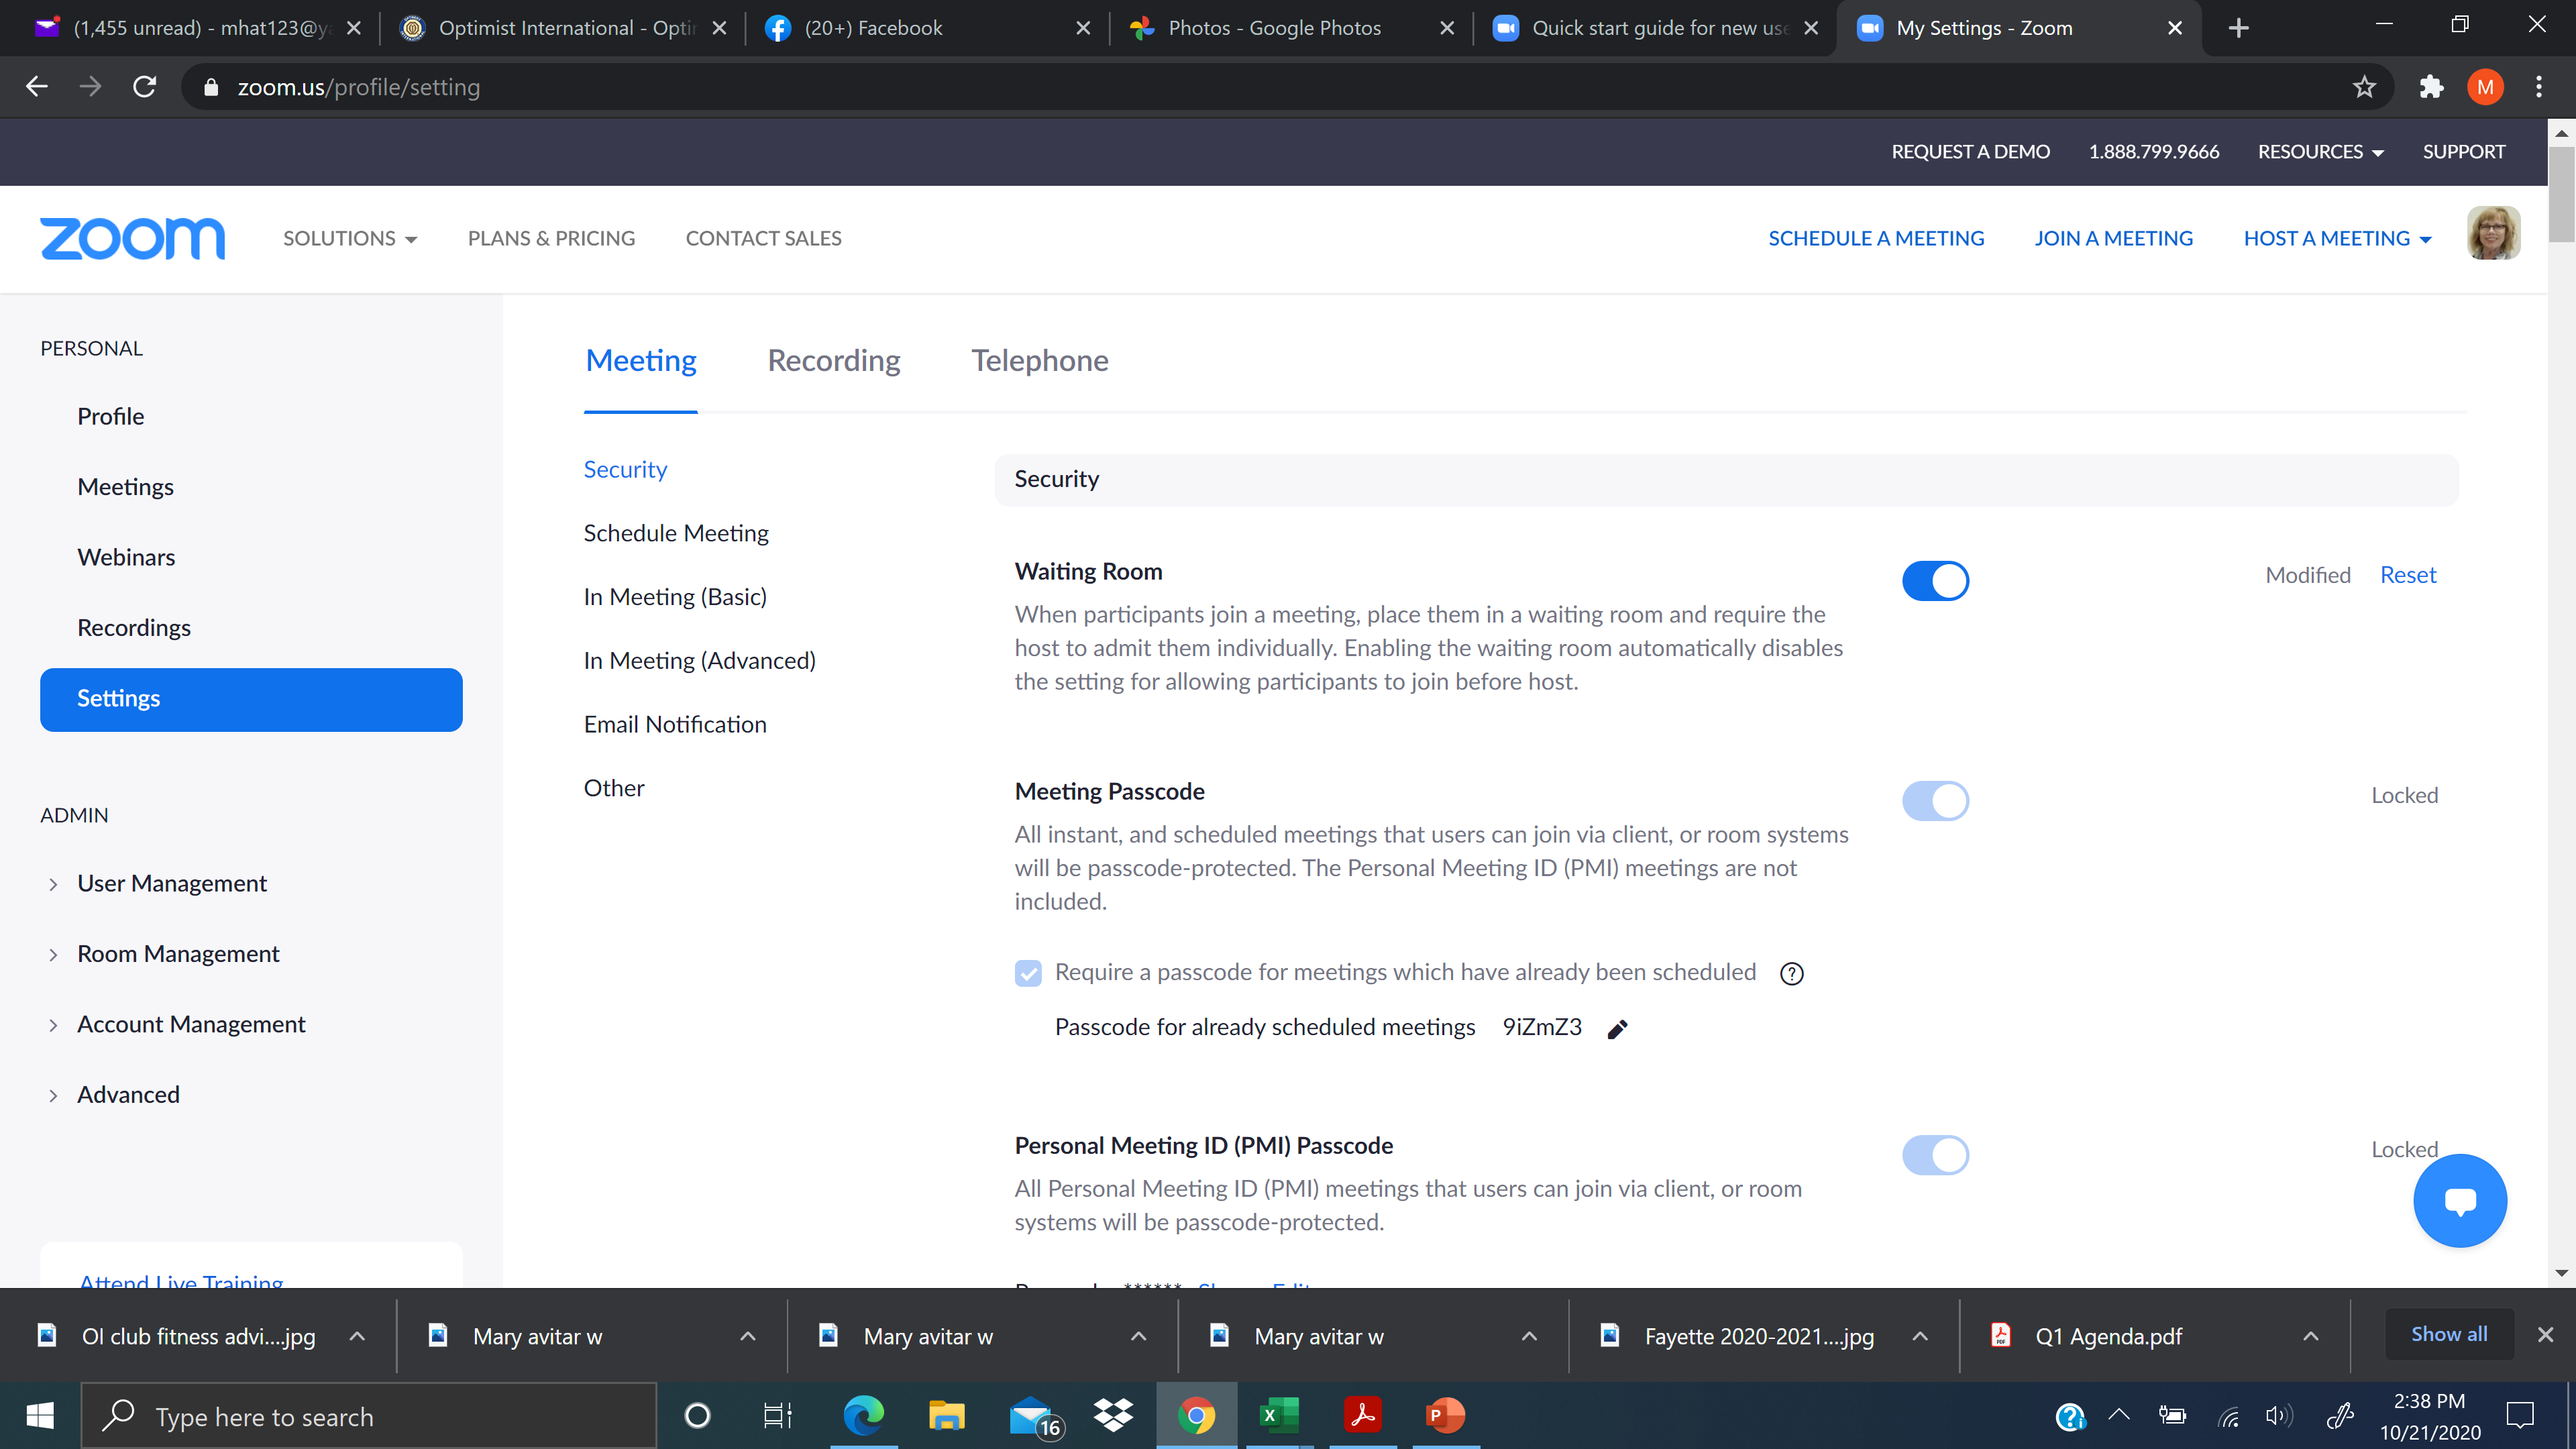 (1,455 unread) - mhat123@ya
Optimist International - Opti
(20+) Facebook
Photos - Google Photos
Quick start guide for new use
My Settings - Zoom
zoom.us/profile/setting
M
REQUEST A DEMO
1.888.799.9666
RESOURCES
SUPPORT
zoom
SOLUTIONS
PLANS & PRICING
CONTACT SALES
SCHEDULE A MEETING
JOIN A MEETING
HOST A MEETING
PERSONAL
Profile
Meetings
Webinars
Recordings
Settings
ADMIN
User Management
Room Management
Account Management
Advanced
Attend Live Training
Meeting
Recording
Telephone
Security
Schedule Meeting
In Meeting (Basic)
In Meeting (Advanced)
Email Notification
Other
Security
Waiting Room
Modified
Reset
When participants join a meeting, place them in a waiting room and require the
host to admit them individually. Enabling the waiting room automatically disables
the setting for allowing participants to join before host.
Meeting Passcode
Locked
All instant, and scheduled meetings that users can join via client, or room systems
will be passcode-protected. The Personal Meeting ID (PMI) meetings are not
included.
Require a passcode for meetings which have already been scheduled
Passcode for already scheduled meetings 9iZmZ3
Personal Meeting ID (PMI) Passcode
Locked
All Personal Meeting ID (PMI) meetings that users can join via client, or room
systems will be passcode-protected.
OI club fitness advi....jpg
Mary avitar w
Mary avitar w
Mary avitar w
Fayette 2020-2021....jpg
Q1 Agenda.pdf
Show all
Type here to search
16
2:38 PM
10/21/2020